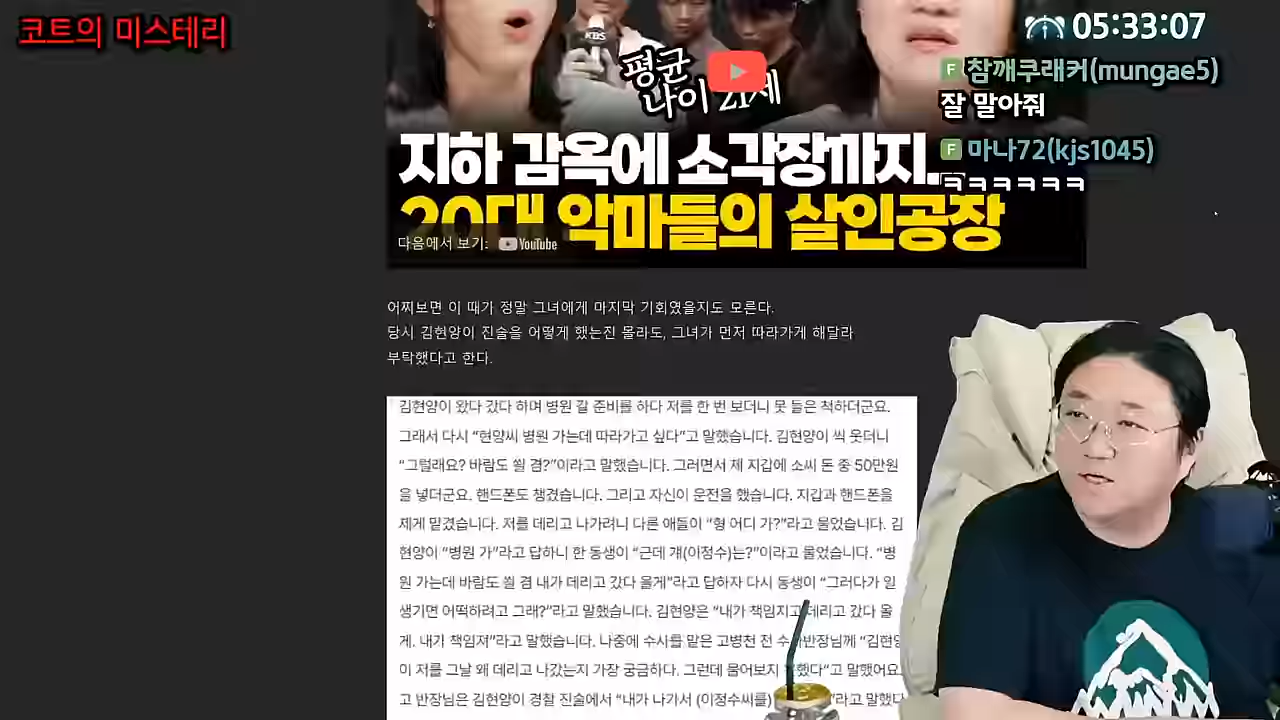 코트의 미스테리
05:33:07
F 참깨쿠래커(mungae5)
잘 말아줘
F 마나72(kjs1045)
ㅋㅋㅋㅋㅋㅋ
KBS
평균
나이 21세
지하 감옥에 소각장까지..
20대 악마들의 살인공장
다음에서 보기: YouTube
어찌보면 이 때가 정말 그녀에게 마지막 기회였을지도 모른다.
당시 김현양이 진술을 어떻게 했는진 몰라도, 그녀가 먼저 따라가게 해달라
부탁했다고 한다.
김현양이 왔다 갔다 하며 병원 갈 준비를 하다 저를 한 번 보더니 못 들은 척하더군요.
그래서 다시 “현양씨 병원 가는데 따라가고 싶다”고 말했습니다. 김현양이 씩 웃더니
“그럴래요? 바람도 쐴 겸?”이라고 말했습니다. 그러면서 제 지갑에 소씨 돈 중 50만원
을 넣더군요. 핸드폰도 챙겼습니다. 그리고 자신이 운전을 했습니다. 지갑과 핸드폰을
제게 맡겼습니다. 저를 데리고 나가려니 다른 애들이 “형 어디 가?”라고 물었습니다. 김
현양이 “병원 가”라고 답하니 한 동생이 “근데 걔(이정수)는?”이라고 물었습니다. “병
원 가는데 바람도 쐴 겸 내가 데리고 갔다 올게”라고 답하자 다시 동생이 “그러다가 일
생기면 어떡하려고 그래?”라고 말했습니다. 김현양은 “내가 책임지고 데리고 갔다 올
게. 내가 책임져”라고 말했습니다. 나중에 수사를 맡은 고병천 전 수 반장님께 “김현양
이 저를 그날 왜 데리고 나갔는지 가장 궁금하다. 그런데 물어보지 했다“고 말했어요
고 반장님은 김현양이 경찰 진술에서 “내가 나가서 (이정수씨를) ”라고 말했다